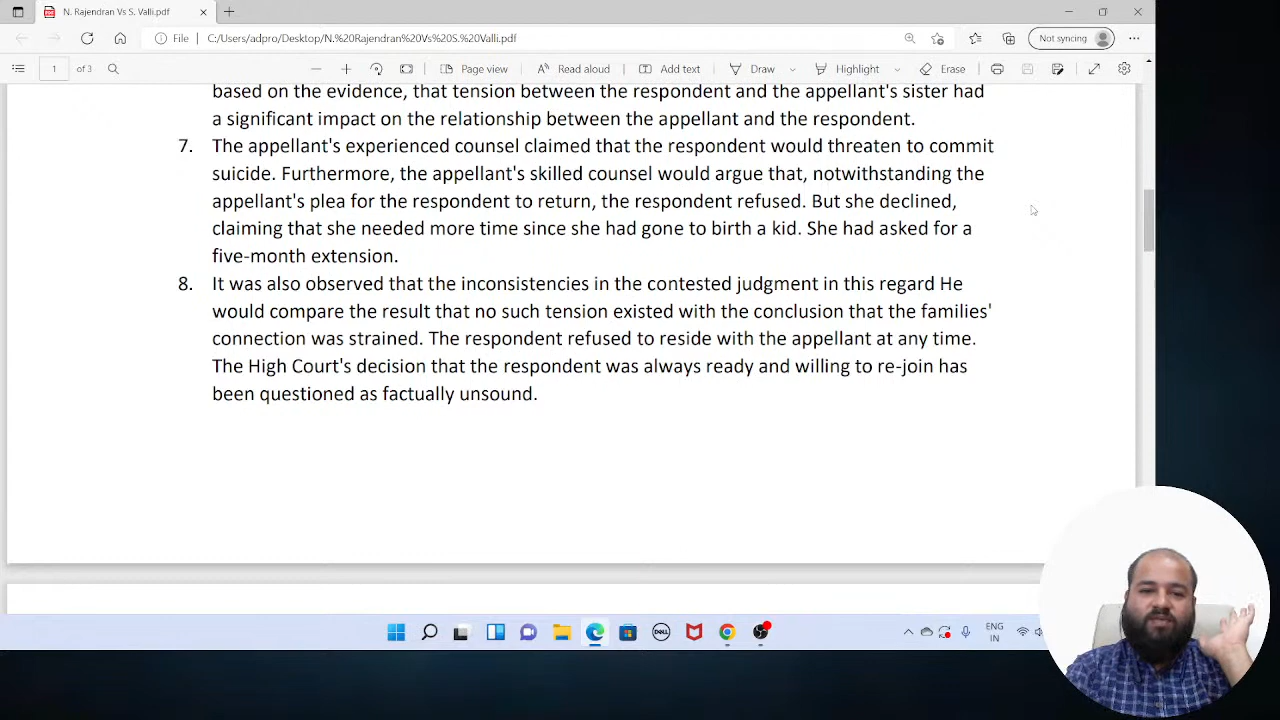 N. Rajendran Vs S. Valli.pdf
File C:/Users/adpro/Desktop/N.%20Rajendran%20Vs%20S.%20Valli.pdf Not syncing
1 of 3 Page view Read aloud Add text Draw Highlight Erase
based on the evidence, that tension between the respondent and the appellant's sister had
a significant impact on the relationship between the appellant and the respondent.
7. The appellant's experienced counsel claimed that the respondent would threaten to commit
suicide. Furthermore, the appellant's skilled counsel would argue that, notwithstanding the
appellant's plea for the respondent to return, the respondent refused. But she declined,
claiming that she needed more time since she had gone to birth a kid. She had asked for a
five-month extension.
8. It was also observed that the inconsistencies in the contested judgment in this regard He
would compare the result that no such tension existed with the conclusion that the families'
connection was strained. The respondent refused to reside with the appellant at any time.
The High Court's decision that the respondent was always ready and willing to re-join has
been questioned as factually unsound.
DELL
ENG
IN